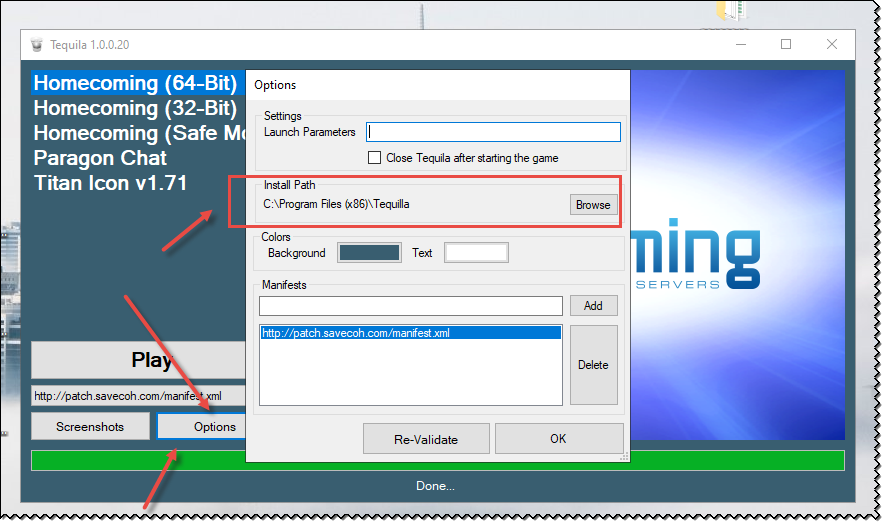 Tequila 1.0.0.20
Homecoming (64-Bit)
Homecoming (32-Bit)
Homecoming (Safe Mo
Paragon Chat
Titan Icon v1.71
Play
http://patch.savecoh.com/manifest.xml
Screenshots
Options
Done...
Options
Settings
Launch Parameters
Close Tequila after starting the game
Install Path
C:\Program Files (x86)\Tequilla
Browse
Colors
Background
Text
Manifests
Add
http://patch.savecoh.com/manifest.xml
Delete
Re-Validate
OK
ming
SERVERS